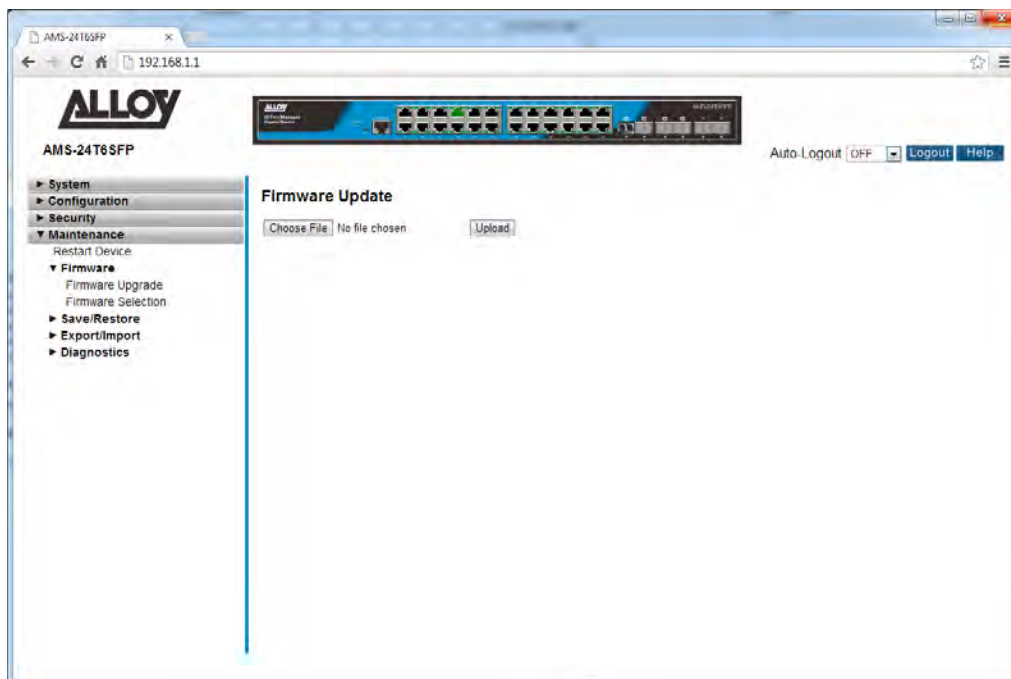 AMS-24T6SFP
192.168.1.1
ALLOY
ALLOY
AMS-24T6SFP
Auto-Logout OFF Logout Help
System
Configuration
Security
Maintenance
Restart Device
Firmware
Firmware Upgrade
Firmware Selection
Save/Restore
Export/Import
Diagnostics
Firmware Update
Choose File No file chosen Upload